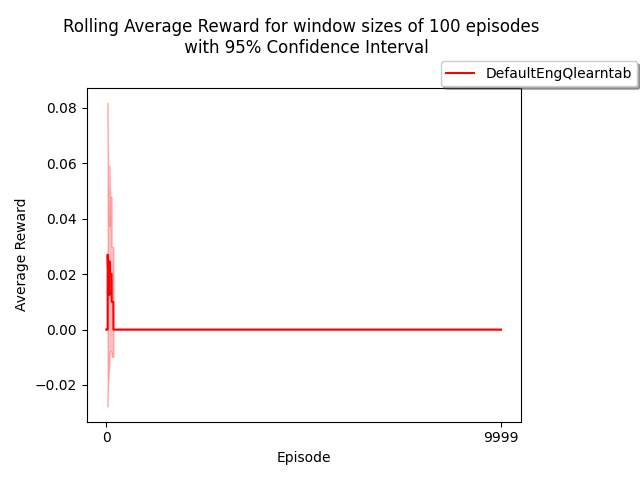 Rolling Average Reward for window sizes of 100 episodes
with 95% Confidence Interval
DefaultEngQlearntab
0.08
0.06
0.04
0.02
0.00
−0.02
Average Reward
0
9999
Episode